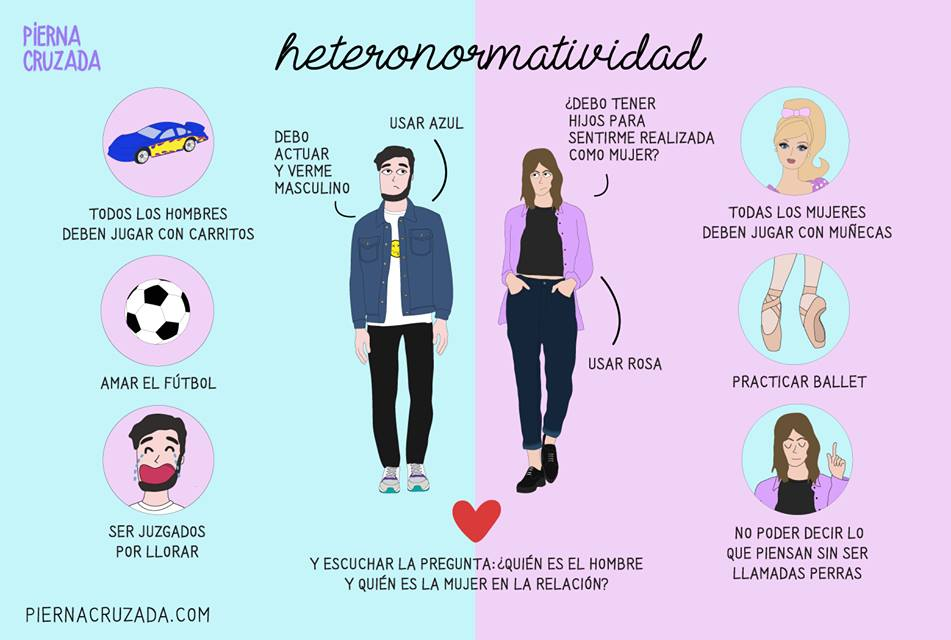 PIERNA
CRUZADA
heteronormatividad
TODOS LOS HOMBRES
DEBEN JUGAR CON CARRITOS
AMAR EL FÚTBOL
SER JUZGADOS
POR LLORAR
DEBO
ACTUAR
Y VERME
MASCULINO
USAR AZUL
¿DEBO TENER
HIJOS PARA
SENTIRME REALIZADA
COMO MUJER?
USAR ROSA
TODAS LOS MUJERES
DEBEN JUGAR CON MUÑECAS
PRACTICAR BALLET
NO PODER DECIR LO
QUE PIENSAN SIN SER
LLAMADAS PERRAS
Y ESCUCHAR LA PREGUNTA:¿QUIÉN ES EL HOMBRE
Y QUIÉN ES LA MUJER EN LA RELACIÓN?
PIERNACRUZADA.COM